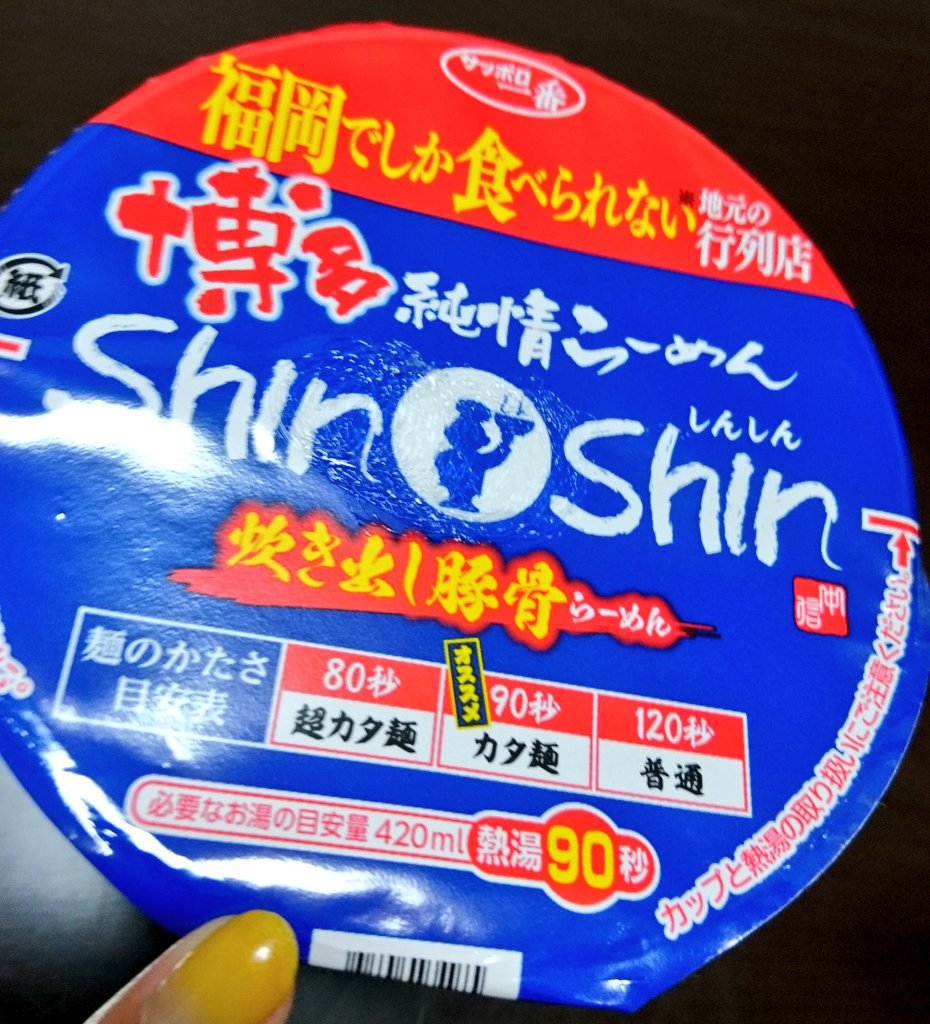 サッポロ一番
福岡でしか食べられない※地元の行列店
紙
博多純情らーめん
ShinShin
しんしん
炊き出し豚骨らーめん
麺のかたさ
目安表
80秒
超カタ麺
オススメ
90秒
カタ麺
120秒
普通
必要なお湯の目安量420ml
熱湯90秒
カップと熱湯の取り扱いにご注意ください。